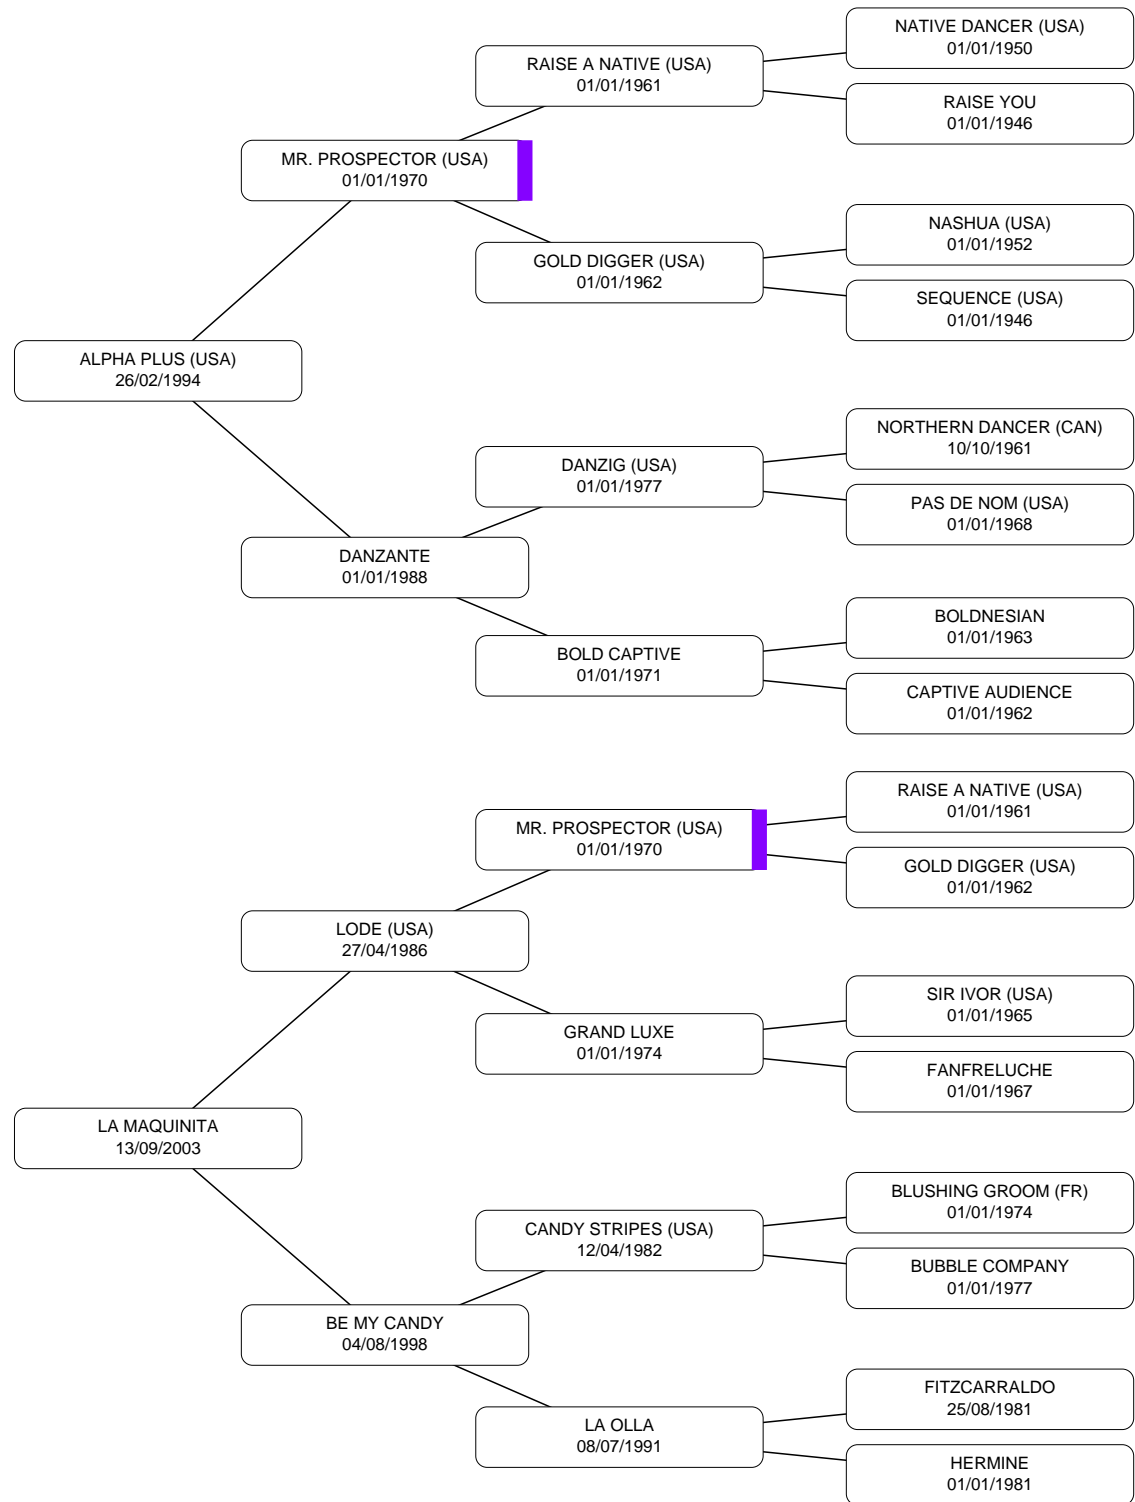 NATIVE DANCER (USA)
01/01/1950
RAISE A NATIVE (USA)
01/01/1961
RAISE YOU
01/01/1946
MR. PROSPECTOR (USA)
01/01/1970
NASHUA (USA)
01/01/1952
GOLD DIGGER (USA)
01/01/1962
SEQUENCE (USA)
01/01/1946
ALPHA PLUS (USA)
26/02/1994
NORTHERN DANCER (CAN)
10/10/1961
DANZIG (USA)
01/01/1977
PAS DE NOM (USA)
01/01/1968
DANZANTE
01/01/1988
BOLDNESIAN
01/01/1963
BOLD CAPTIVE
01/01/1971
CAPTIVE AUDIENCE
01/01/1962
RAISE A NATIVE (USA)
01/01/1961
MR. PROSPECTOR (USA)
01/01/1970
GOLD DIGGER (USA)
01/01/1962
LODE (USA)
27/04/1986
SIR IVOR (USA)
01/01/1965
GRAND LUXE
01/01/1974
FANFRELUCHE
01/01/1967
LA MAQUINITA
13/09/2003
BLUSHING GROOM (FR)
01/01/1974
CANDY STRIPES (USA)
12/04/1982
BUBBLE COMPANY
01/01/1977
BE MY CANDY
04/08/1998
FITZCARRALDO
25/08/1981
LA OLLA
08/07/1991
HERMINE
01/01/1981